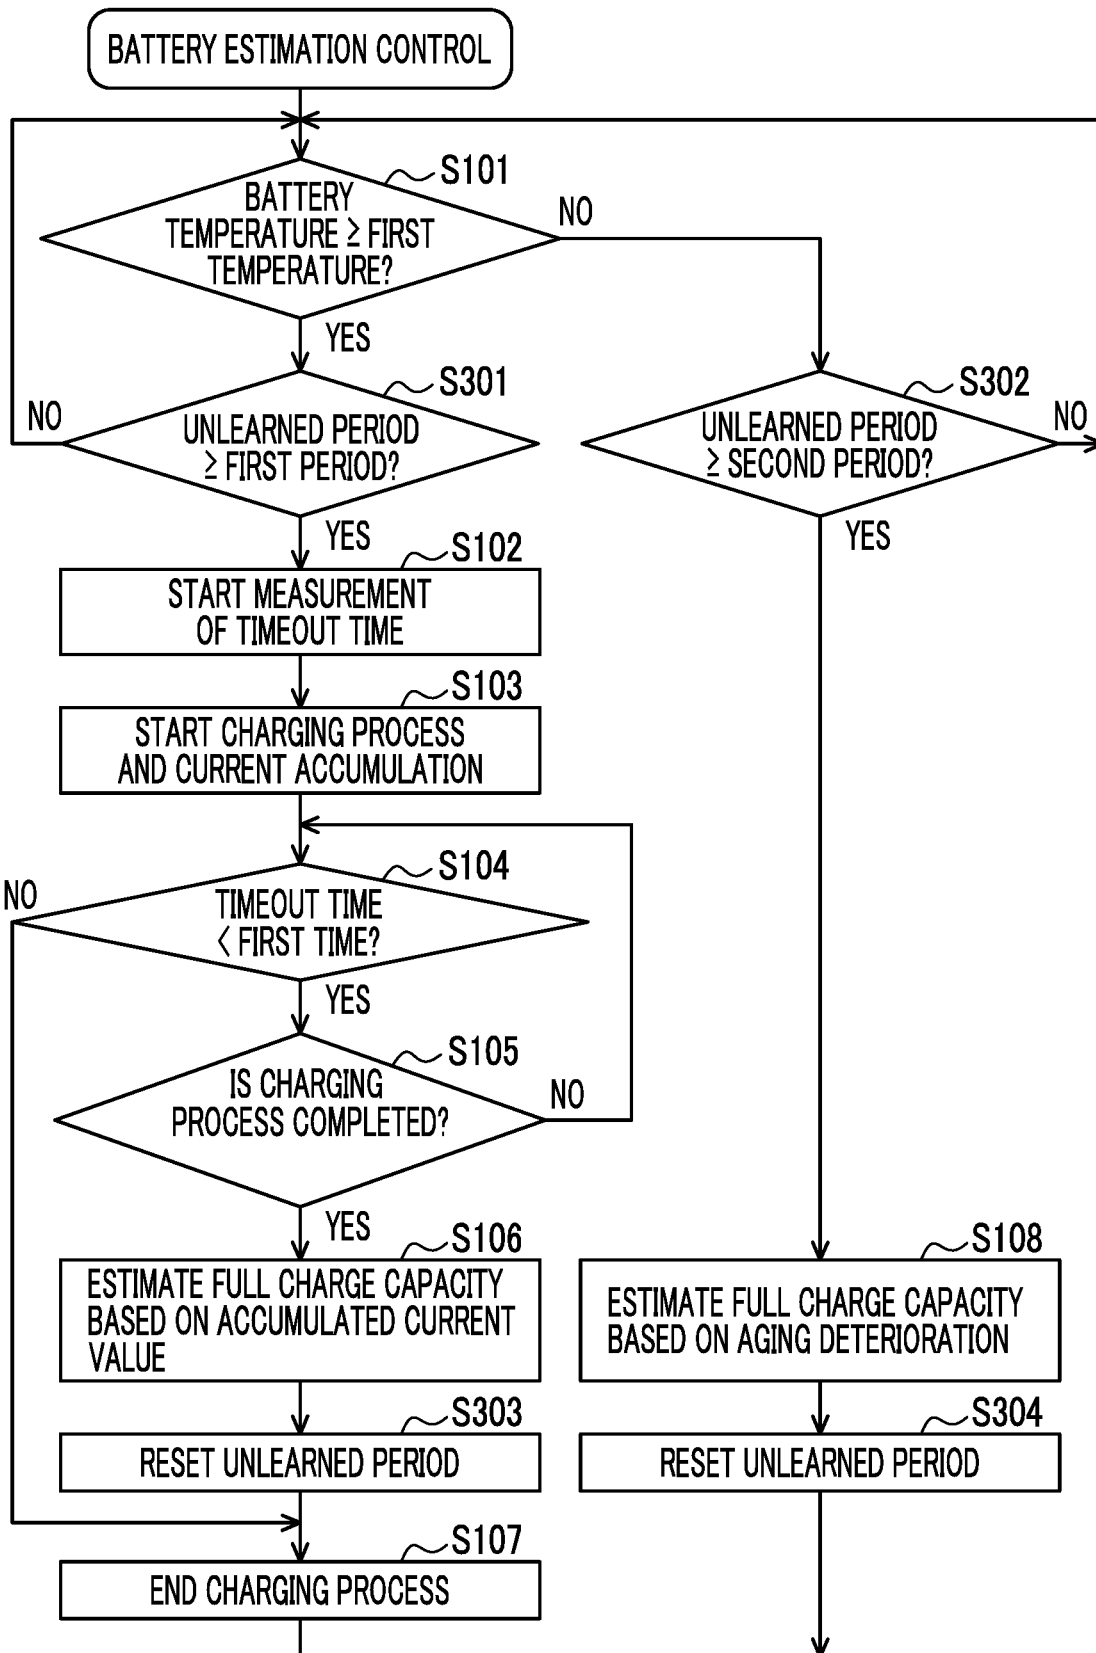 BATTERY ESTIMATION CONTROL
S101
BATTERY
TEMPERATURE ≥ FIRST
TEMPERATURE?
NO
YES
S301
UNLEARNED PERIOD
≥ FIRST PERIOD?
NO
YES
S302
UNLEARNED PERIOD
≥ SECOND PERIOD?
NO
YES
S102
START MEASUREMENT
OF TIMEOUT TIME
S103
START CHARGING PROCESS
AND CURRENT ACCUMULATION
S104
NO
TIMEOUT TIME
< FIRST TIME?
YES
S105
IS CHARGING
PROCESS COMPLETED?
NO
YES
S106
ESTIMATE FULL CHARGE CAPACITY
BASED ON ACCUMULATED CURRENT
VALUE
S108
ESTIMATE FULL CHARGE CAPACITY
BASED ON AGING DETERIORATION
S303
RESET UNLEARNED PERIOD
S304
RESET UNLEARNED PERIOD
S107
END CHARGING PROCESS